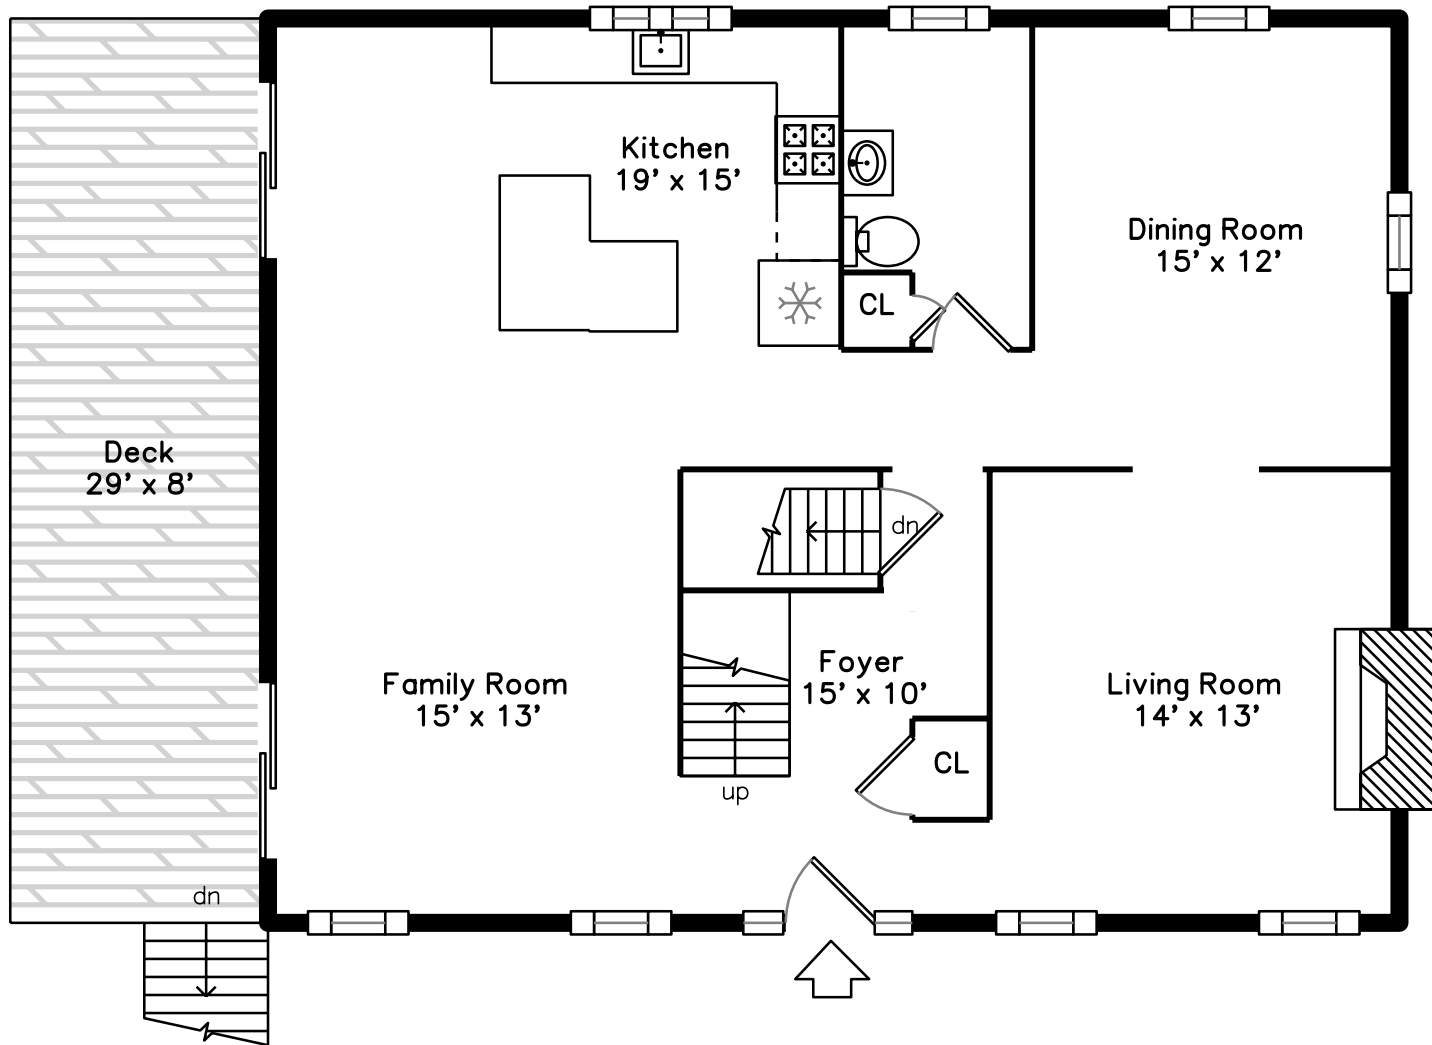 Kitchen
19’ x 15’
Dining Room
15’ x 12’
CL
Deck
29’ x 8’
dn
Foyer
15’ x 10’
Family Room
15’ x 13’
Living Room
14’ x 13’
CL
up
dn